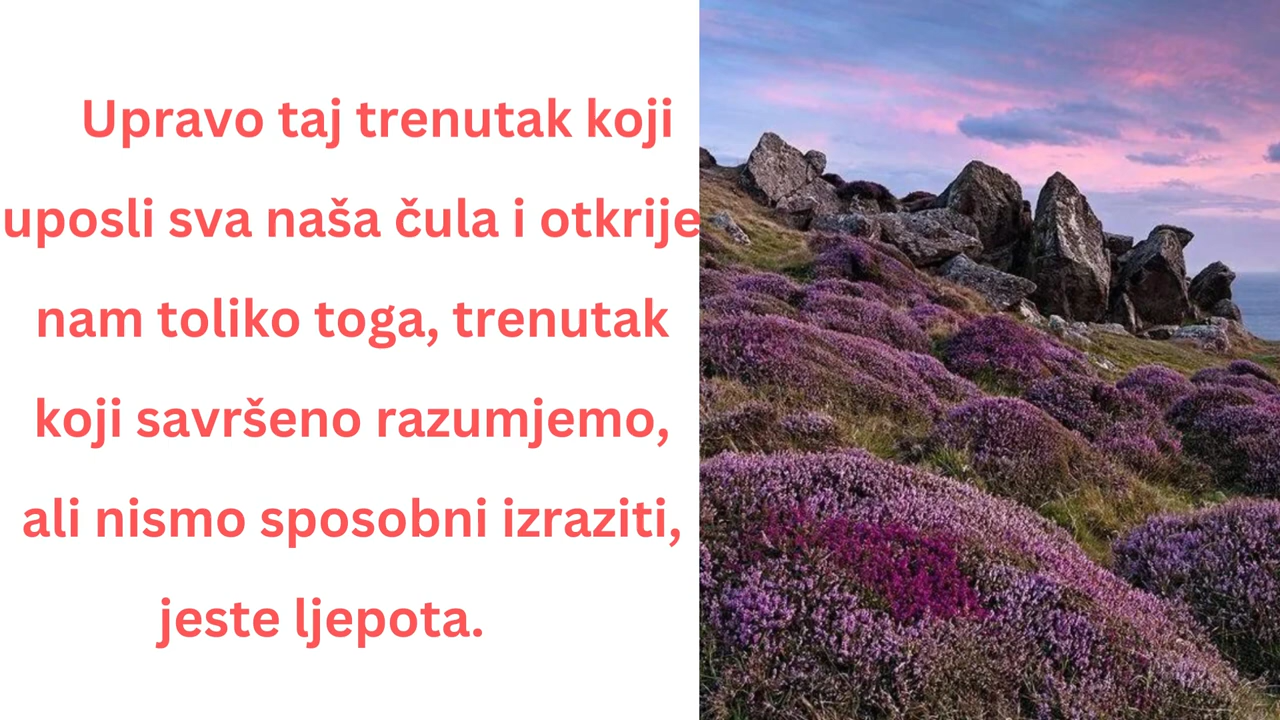 Upravo taj trenutak koji
uposli sva naša čula i otkrije
nam toliko toga, trenutak
koji savršeno razumjemo,
ali nismo sposobni izraziti,
jeste ljepota.